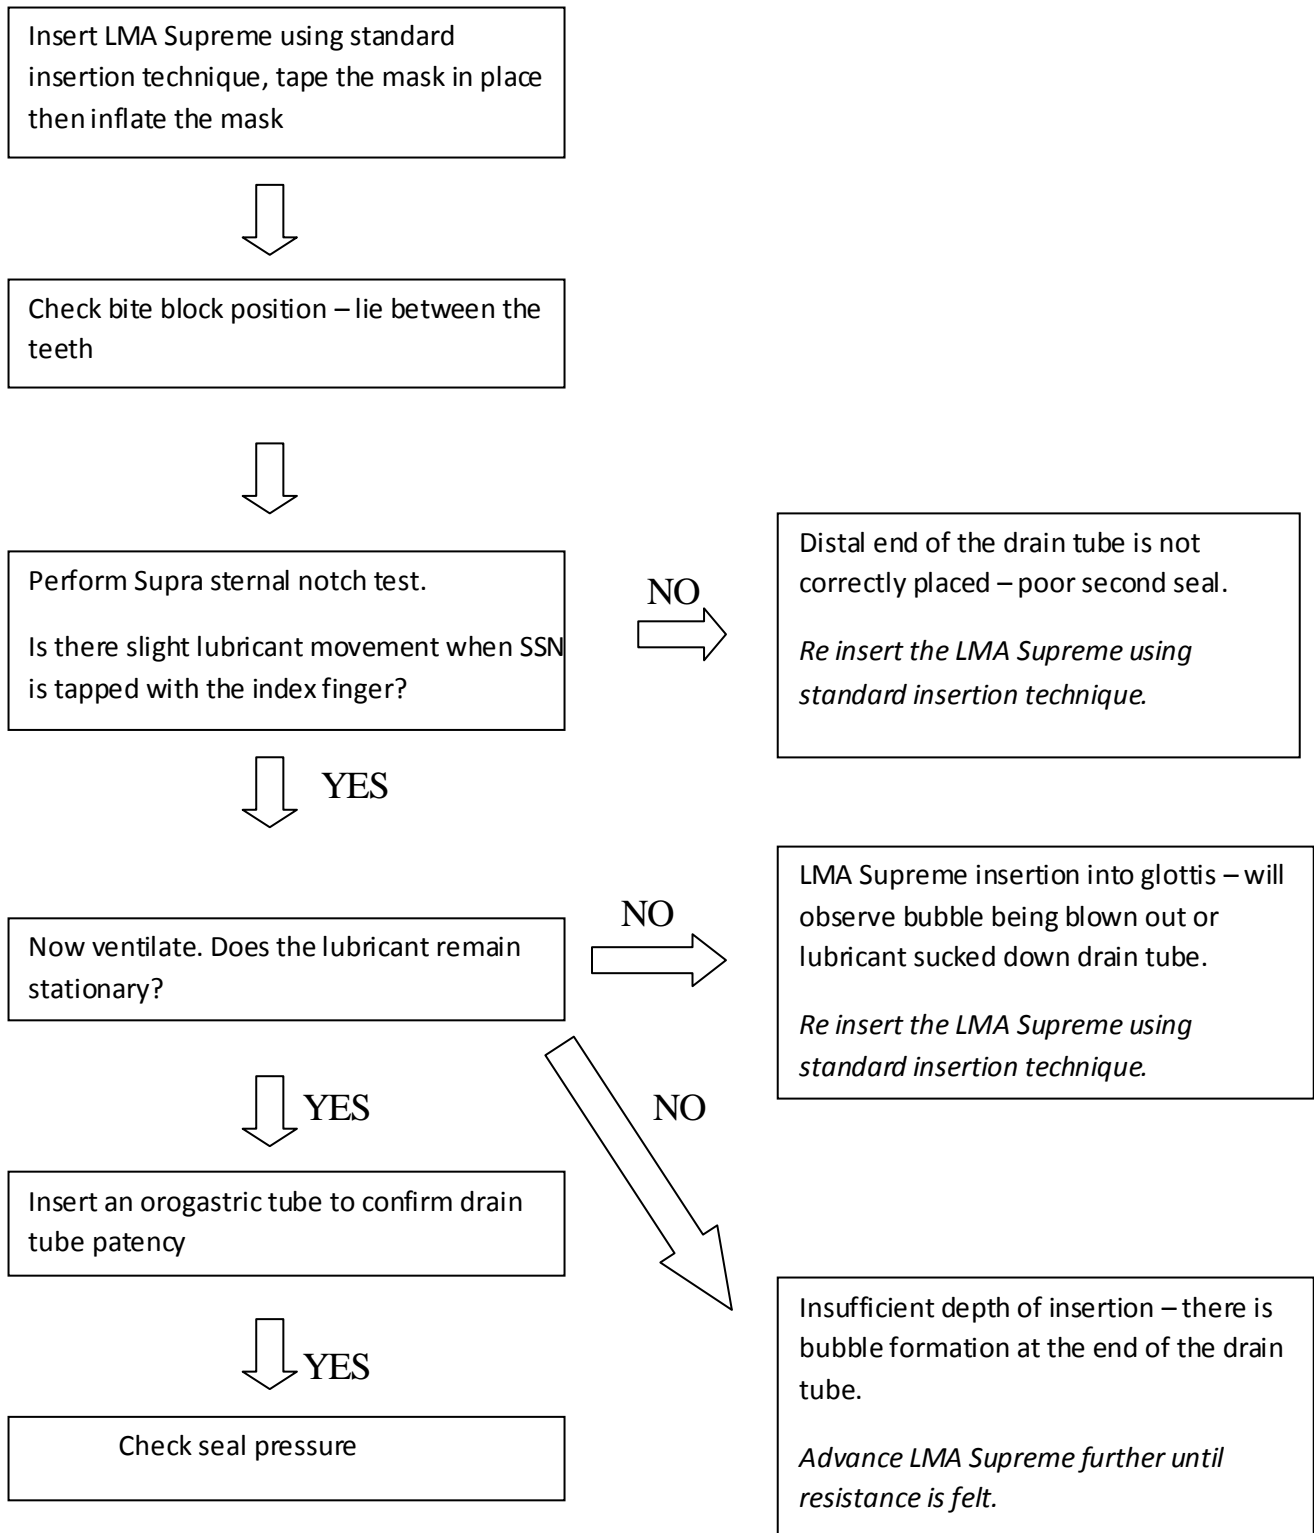 Insert LMA Supreme using standard
insertion technique, tape the mask in place
then inflate the mask
Check bite block position – lie between the
teeth
Perform Supra sternal notch test.
Is there slight lubricant movement when SSN
is tapped with the index finger?
NO
Distal end of the drain tube is not
correctly placed – poor second seal.
Re insert the LMA Supreme using
standard insertion technique.
YES
Now ventilate. Does the lubricant remain
stationary?
NO
LMA Supreme insertion into glottis – will
observe bubble being blown out or
lubricant sucked down drain tube.
Re insert the LMA Supreme using
standard insertion technique.
YES
NO
Insert an orogastric tube to confirm drain
tube patency
Insufficient depth of insertion – there is
bubble formation at the end of the drain
tube.
Advance LMA Supreme further until
resistance is felt.
YES
Check seal pressure